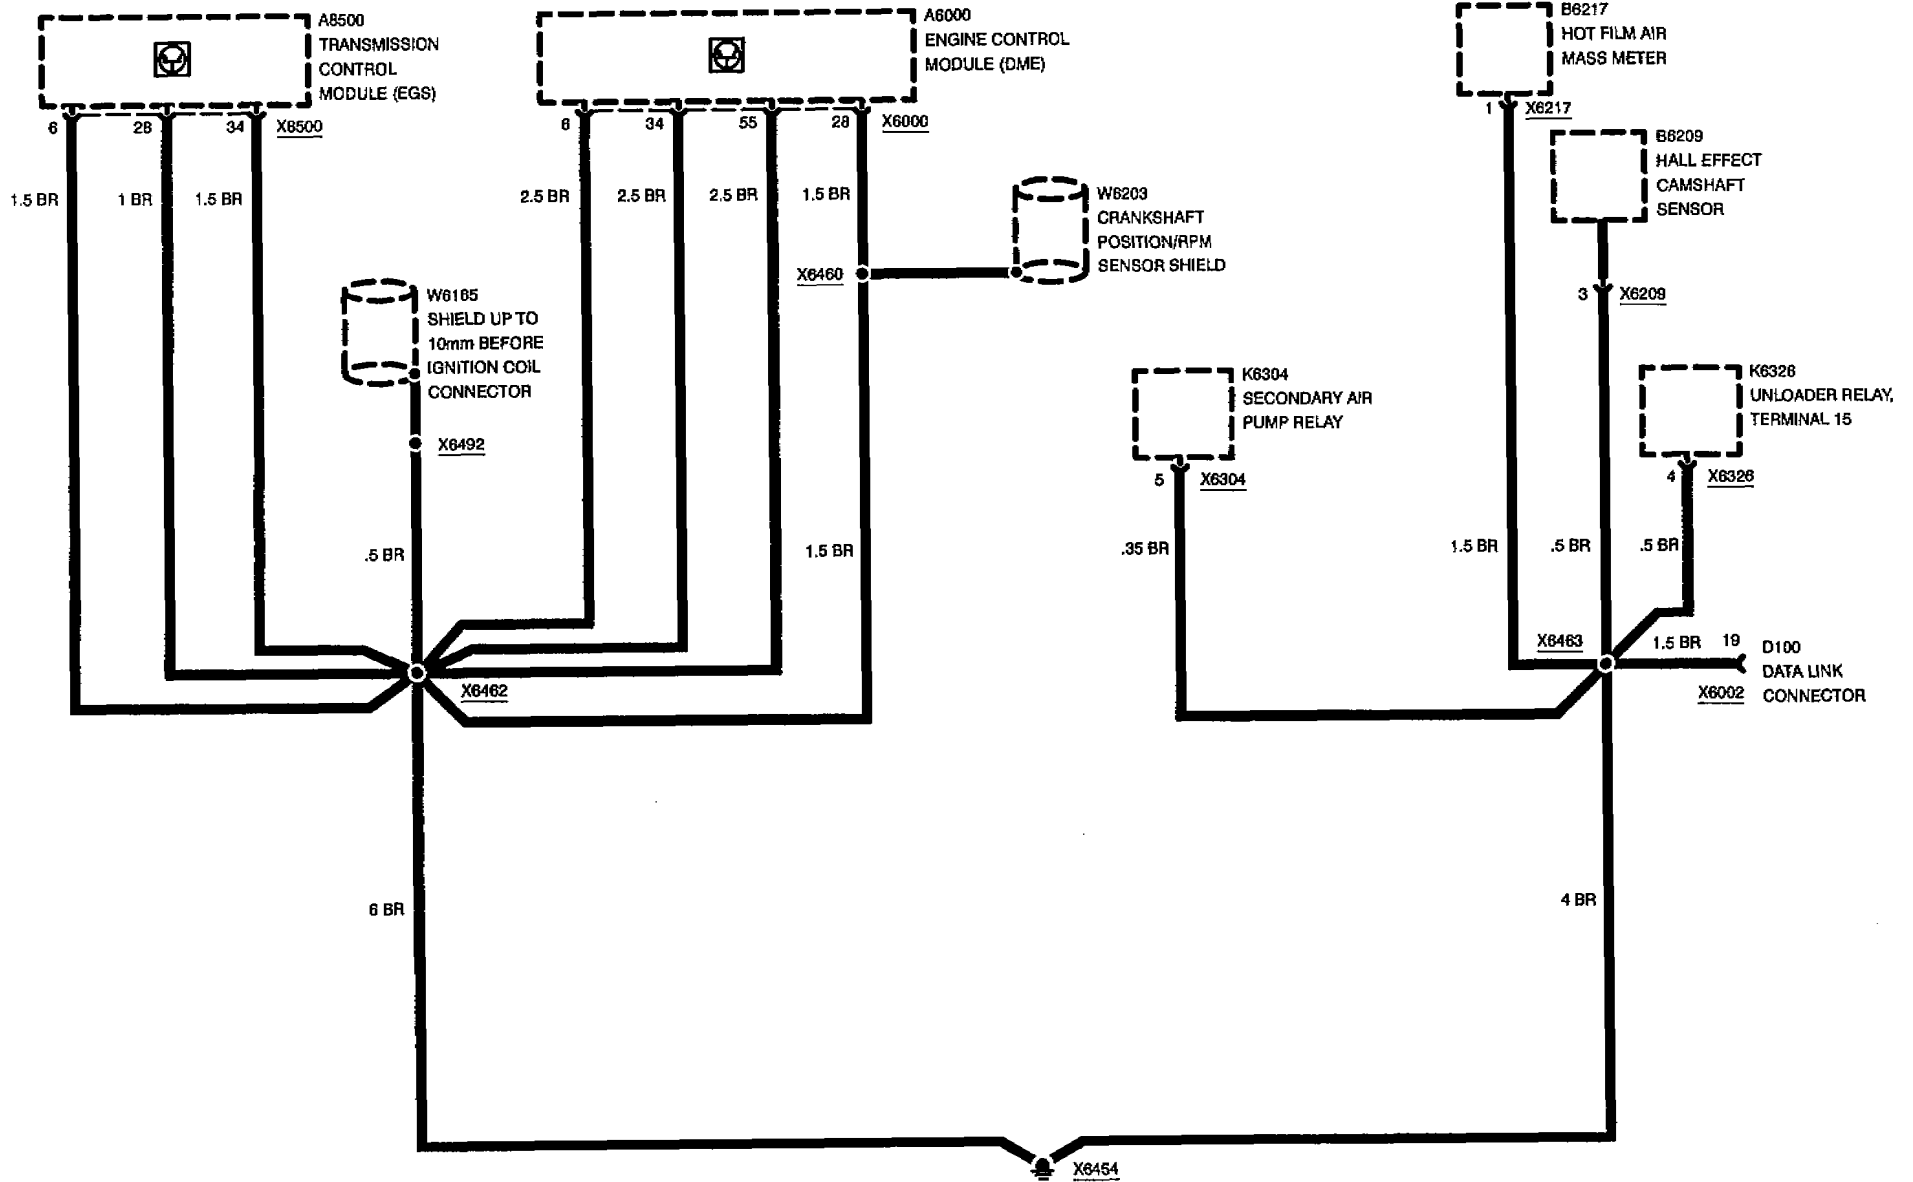 A8500
TRANSMISSION
CONTROL
MODULE (EGS)
6
28
34
X8500
1.5 BR
1 BR
1.5 BR
A6000
ENGINE CONTROL
MODULE (DME)
6
34
55
28
X6000
2.5 BR
2.5 BR
2.5 BR
1.5 BR
W6203
CRANKSHAFT
POSITION/RPM
SENSOR SHIELD
X6460
B6217
HOT FILM AIR
MASS METER
1
X6217
B6209
HALL EFFECT
CAMSHAFT
SENSOR
3
X6209
W6165
SHIELD UP TO
10mm BEFORE
IGNITION COIL
CONNECTOR
X6492
K6304
SECONDARY AIR
PUMP RELAY
5
X6304
K6326
UNLOADER RELAY,
TERMINAL 15
4
X6326
.5 BR
1.5 BR
.35 BR
1.5 BR
.5 BR
.5 BR
X6462
X6463
1.5 BR
19
D100
DATA LINK
CONNECTOR
X6002
6 BR
4 BR
X6454